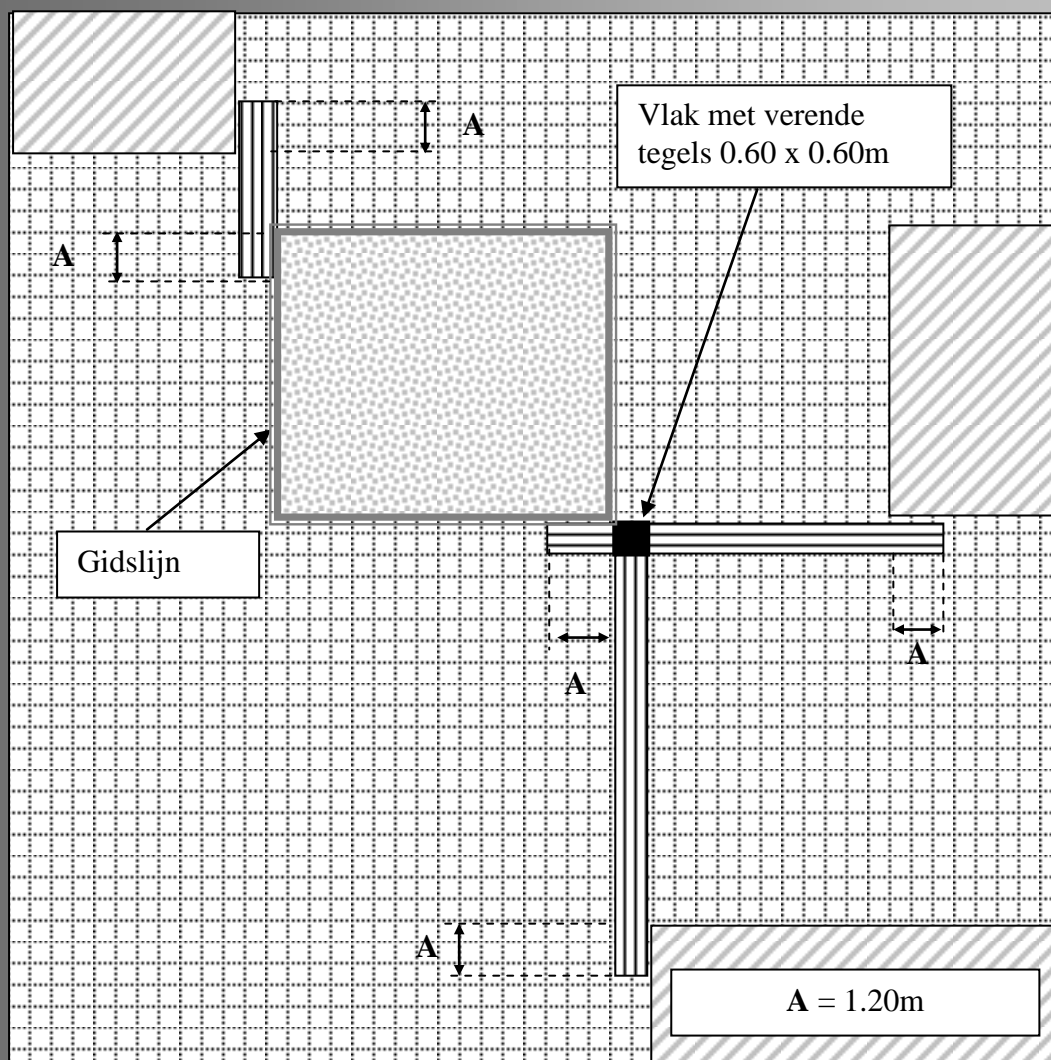 A
Vlak met verende
tegels 0.60 x 0.60m
A
Gidslijn
A
A
A
A = 1.20m